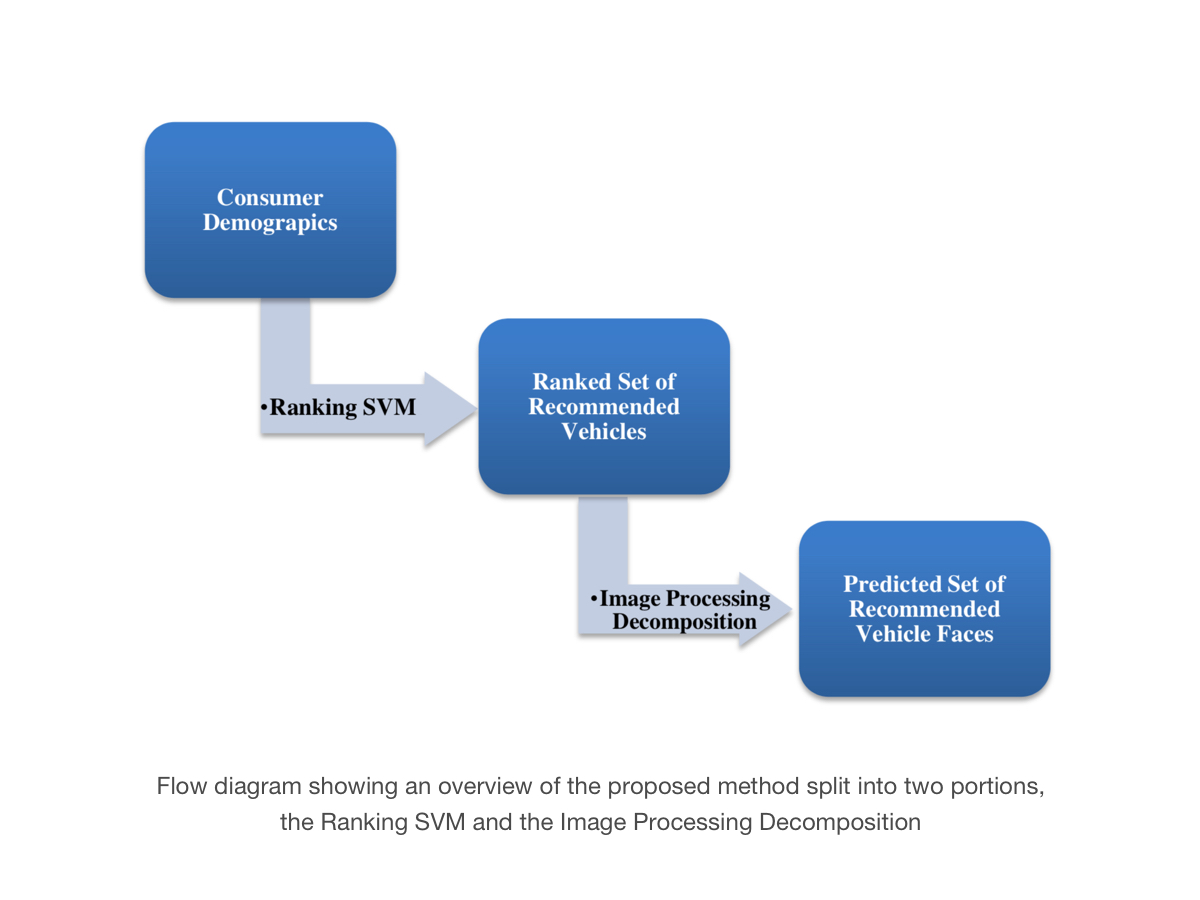 Consumer
Demograpics
•Ranking SVM
Ranked Set of
Recommended
Vehicles
•Image Processing
Decomposition
Predicted Set of
Recommended
Vehicle Faces
Flow diagram showing an overview of the proposed method split into two portions,
the Ranking SVM and the Image Processing Decomposition